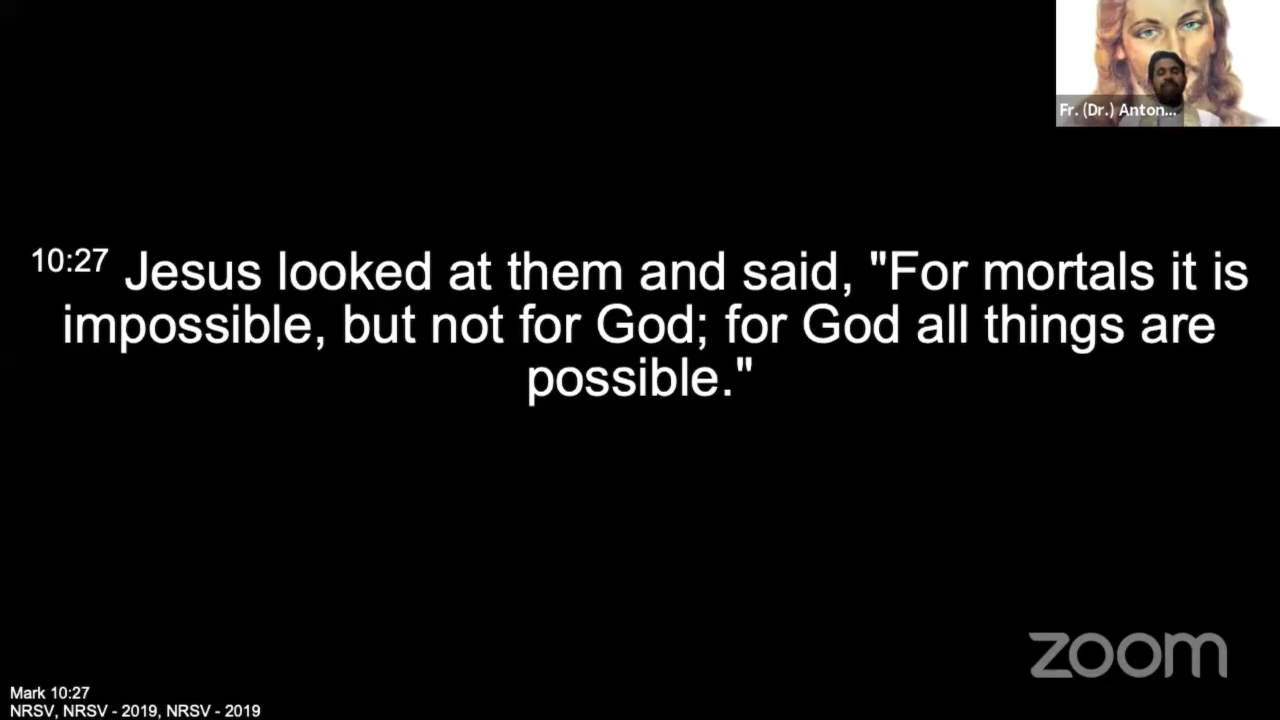 Fr. (Dr.) Anton...
10:27 Jesus looked at them and said, "For mortals it is
impossible, but not for God; for God all things are
possible."
zoom
Mark 10:27
NRSV, NRSV - 2019, NRSV - 2019